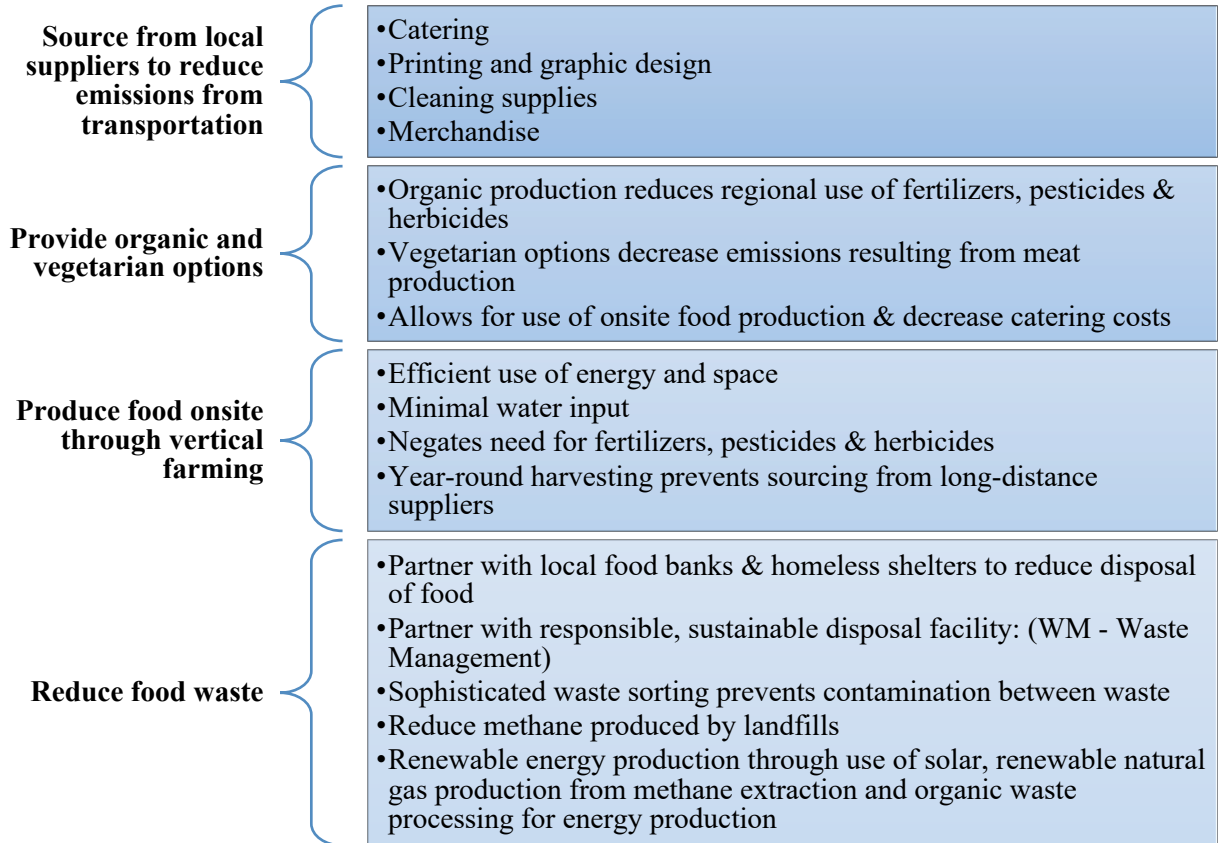 Source from local
suppliers to reduce
emissions from
transportation
•Catering
•Printing and graphic design
•Cleaning supplies
•Merchandise
Provide organic and
vegetarian options
•Organic production reduces regional use of fertilizers, pesticides &
herbicides
•Vegetarian options decrease emissions resulting from meat
production
•Allows for use of onsite food production & decrease catering costs
Produce food onsite
through vertical
farming
•Efficient use of energy and space
•Minimal water input
•Negates need for fertilizers, pesticides & herbicides
•Year-round harvesting prevents sourcing from long-distance
suppliers
Reduce food waste
•Partner with local food banks & homeless shelters to reduce disposal
of food
•Partner with responsible, sustainable disposal facility: (WM - Waste
Management)
•Sophisticated waste sorting prevents contamination between waste
•Reduce methane produced by landfills
•Renewable energy production through use of solar, renewable natural
gas production from methane extraction and organic waste
processing for energy production